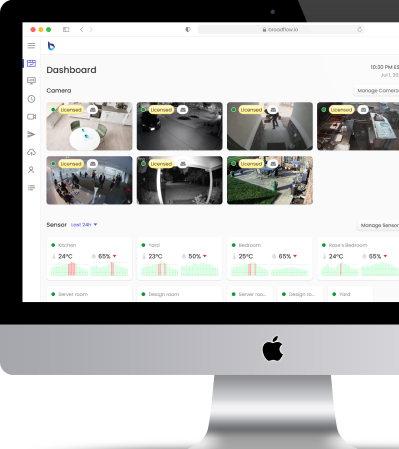 broadflow.io
Dashboard
10:30 PM ES
Jul 1, 20
Camera
Manage Camera
Licensed
Licensed
Licensed
Licensed
Licensed
Licensed
Licensed
Sensor Last 24h
Manage Sensor
Kitchen
Yard
Bedroom
Rose's Bedroom
24°C 65%
23°C 50%
25°C 65%
24°C 65%
Server room
Design room
Server roo...
Design ro...
Yard